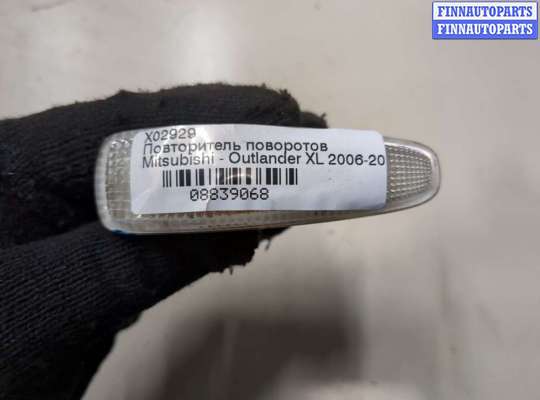 FINNAUTOPARTS
FINNAUTOPARTS
X02929
Повторитель поворотов
Mitsubishi - Outlander XL 2006-20
08839068